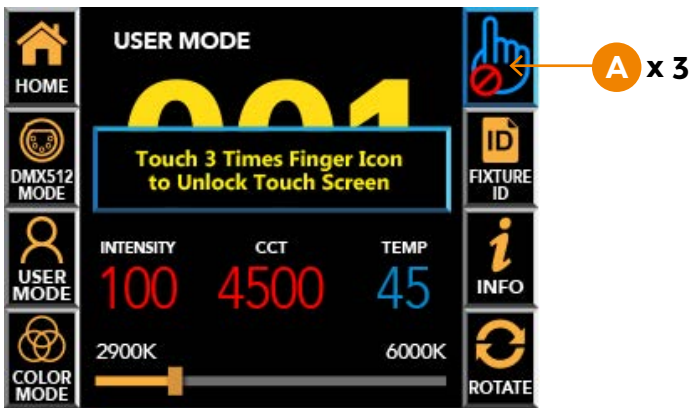 USER MODE
HOME
001
A x 3
Touch 3 Times Finger Icon
to Unlock Touch Screen
DMX512
MODE
ID
FIXTURE
ID
USER
MODE
INTENSITY CCT TEMP
100 4500 45
i
INFO
2900K 6000K
COLOR
MODE
ROTATE